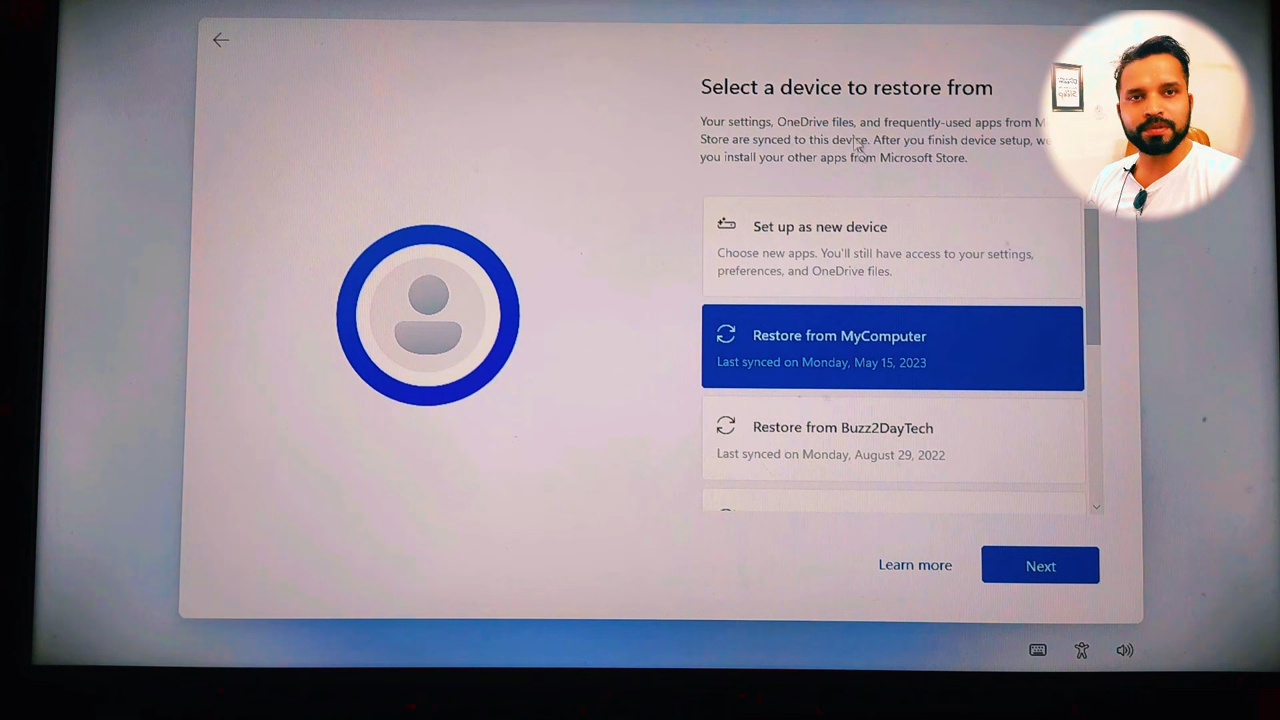 Select a device to restore from
Your settings, OneDrive files, and frequently-used apps from M
Store are synced to this device. After you finish device setup, we
you install your other apps from Microsoft Store.
Set up as new device
Choose new apps. You'll still have access to your settings,
preferences, and OneDrive files.
Restore from MyComputer
Last synced on Monday, May 15, 2023
Restore from Buzz2DayTech
Last synced on Monday, August 29, 2022
Learn more
Next